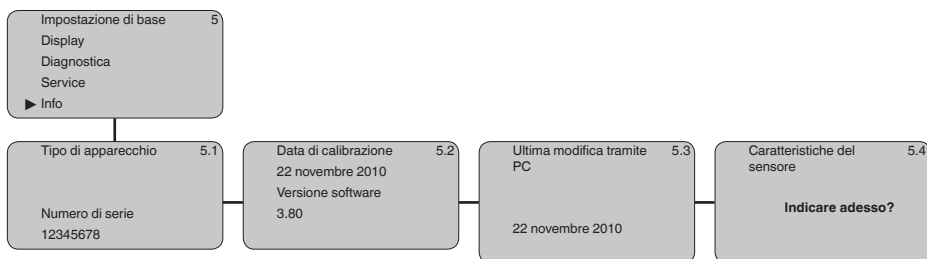 Impostazione di base 5
Display
Diagnostica
Service
▶ Info
Tipo di apparecchio 5.1
Numero di serie
12345678
Data di calibrazione 5.2
22 novembre 2010
Versione software
3.80
Ultima modifica tramite 5.3
PC
22 novembre 2010
Caratteristiche del 5.4
sensore
Indicare adesso?